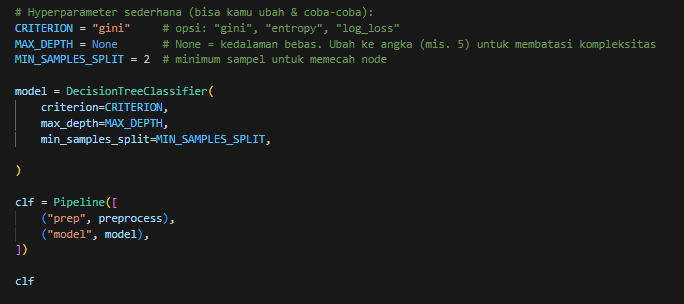 # Hyperparameter sederhana (bisa kamu ubah & coba-coba):
CRITERION = "gini"     # opsi: "gini", "entropy", "log_loss"
MAX_DEPTH = None       # None = kedalaman bebas. Ubah ke angka (mis. 5) untuk membatasi kompleksitas
MIN_SAMPLES_SPLIT = 2  # minimum sampel untuk memecah node

model = DecisionTreeClassifier(
    criterion=CRITERION,
    max_depth=MAX_DEPTH,
    min_samples_split=MIN_SAMPLES_SPLIT,

)

clf = Pipeline([
    ("prep", preprocess),
    ("model", model),
])

clf